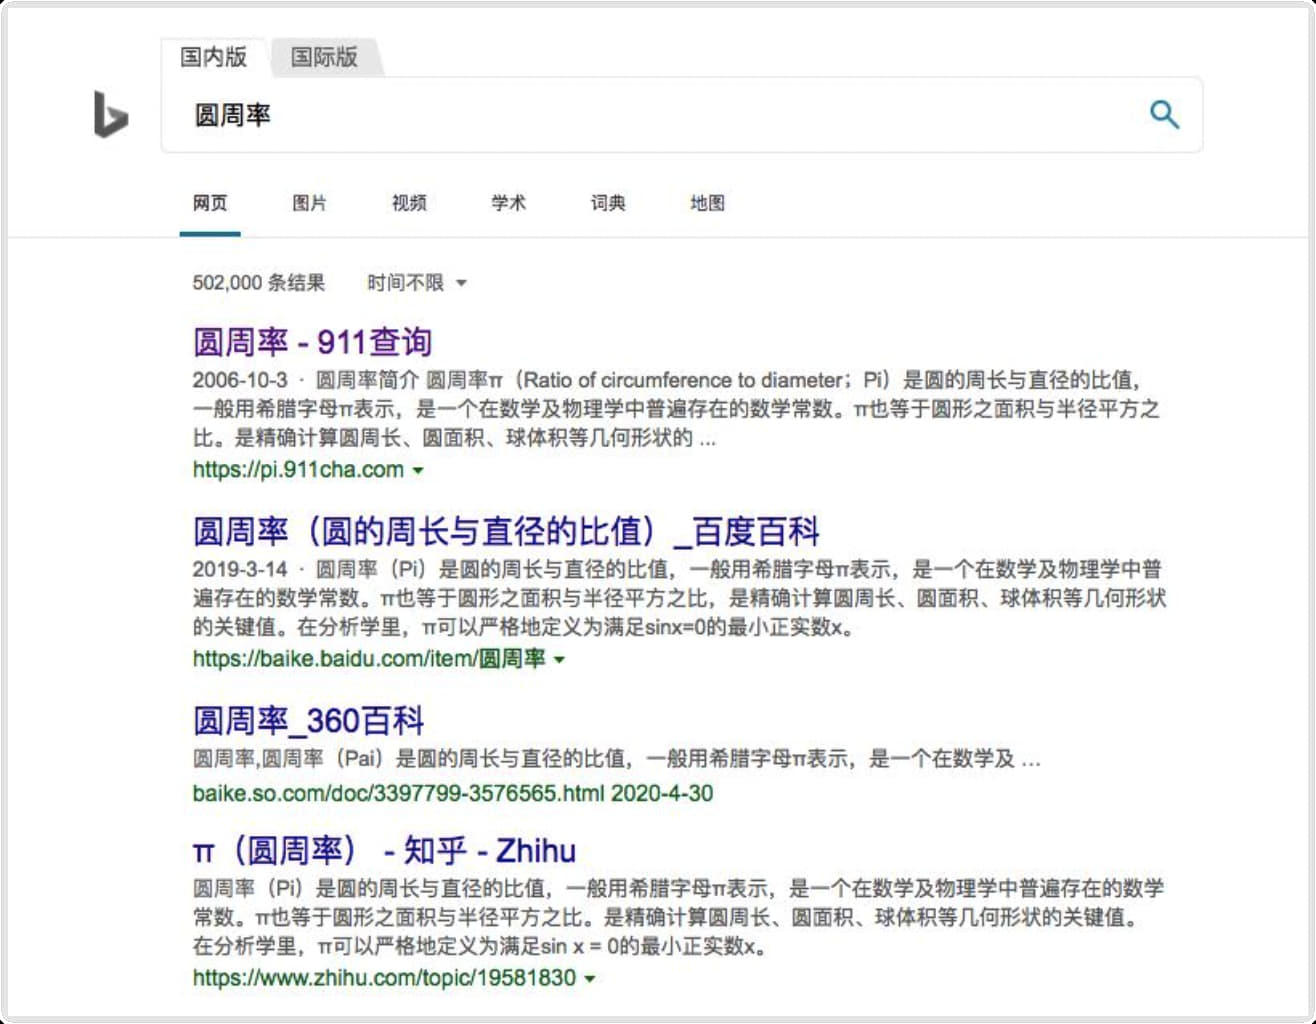 国内版 国际版
圆周率
网页 图片 视频 学术 词典 地图
502,000 条结果 时间不限
圆周率 - 911查询
2006-10-3 · 圆周率简介 圆周率π（Ratio of circumference to diameter；Pi）是圆的周长与直径的比值，
一般用希腊字母π表示，是一个在数学及物理学中普遍存在的数学常数。π也等于圆形之面积与半径平方之
比。是精确计算圆周长、圆面积、球体积等几何形状的 ...
https://pi.911cha.com
圆周率（圆的周长与直径的比值）_百度百科
2019-3-14 · 圆周率（Pi）是圆的周长与直径的比值，一般用希腊字母π表示，是一个在数学及物理学中普
遍存在的数学常数。π也等于圆形之面积与半径平方之比，是精确计算圆周长、圆面积、球体积等几何形状
的关键值。在分析学里，π可以严格地定义为满足sinx=0的最小正实数x。
https://baike.baidu.com/item/圆周率
圆周率_360百科
圆周率,圆周率（Pai）是圆的周长与直径的比值，一般用希腊字母π表示，是一个在数学及 ...
baike.so.com/doc/3397799-3576565.html 2020-4-30
π（圆周率） - 知乎 - Zhihu
圆周率（Pi）是圆的周长与直径的比值，一般用希腊字母π表示，是一个在数学及物理学中普遍存在的数学
常数。π也等于圆形之面积与半径平方之比。是精确计算圆周长、圆面积、球体积等几何形状的关键值。
在分析学里，π可以严格地定义为满足sin x = 0的最小正实数x。
https://www.zhihu.com/topic/19581830